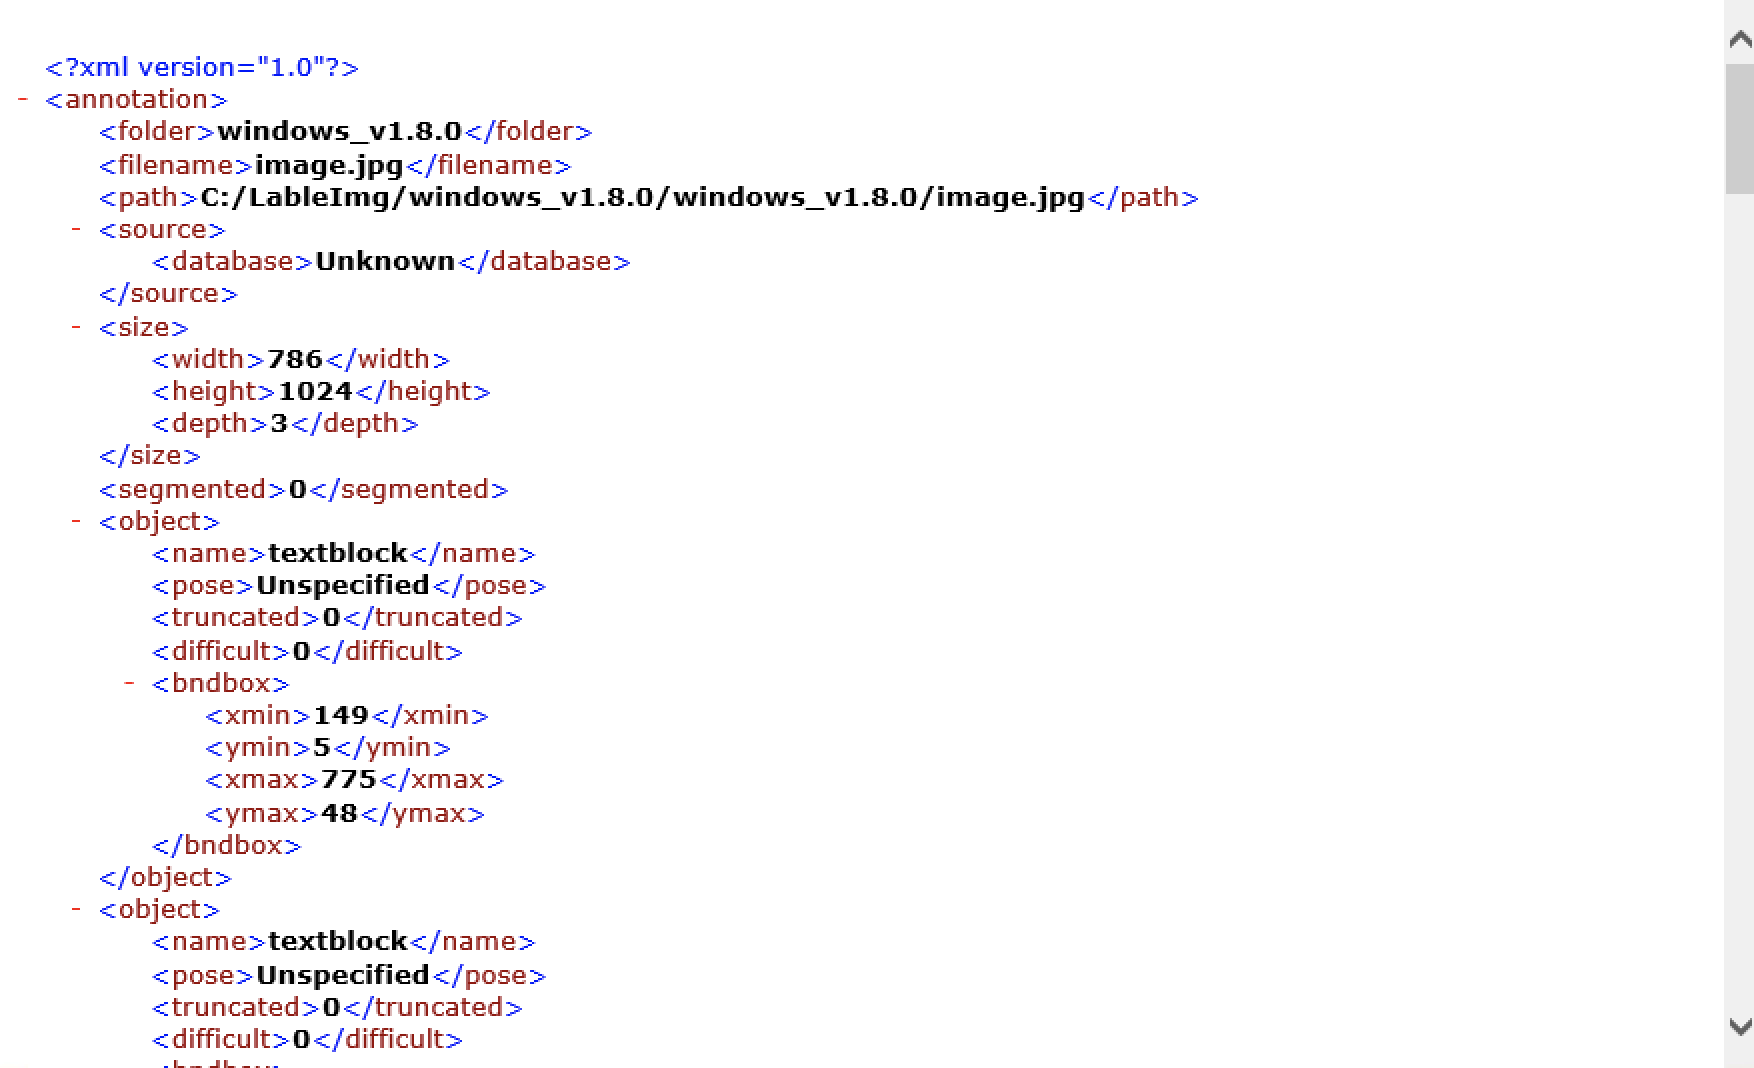 <?xml version="1.0"?>
- <annotation>
<folder>windows_v1.8.0</folder>
<filename>image.jpg</filename>
<path>C:/LableImg/windows_v1.8.0/windows_v1.8.0/image.jpg</path>
- <source>
<database>Unknown</database>
</source>
- <size>
<width>786</width>
<height>1024</height>
<depth>3</depth>
</size>
<segmented>0</segmented>
- <object>
<name>textblock</name>
<pose>Unspecified</pose>
<truncated>0</truncated>
<difficult>0</difficult>
- <bndbox>
<xmin>149</xmin>
<ymin>5</ymin>
<xmax>775</xmax>
<ymax>48</ymax>
</bndbox>
</object>
- <object>
<name>textblock</name>
<pose>Unspecified</pose>
<truncated>0</truncated>
<difficult>0</difficult>